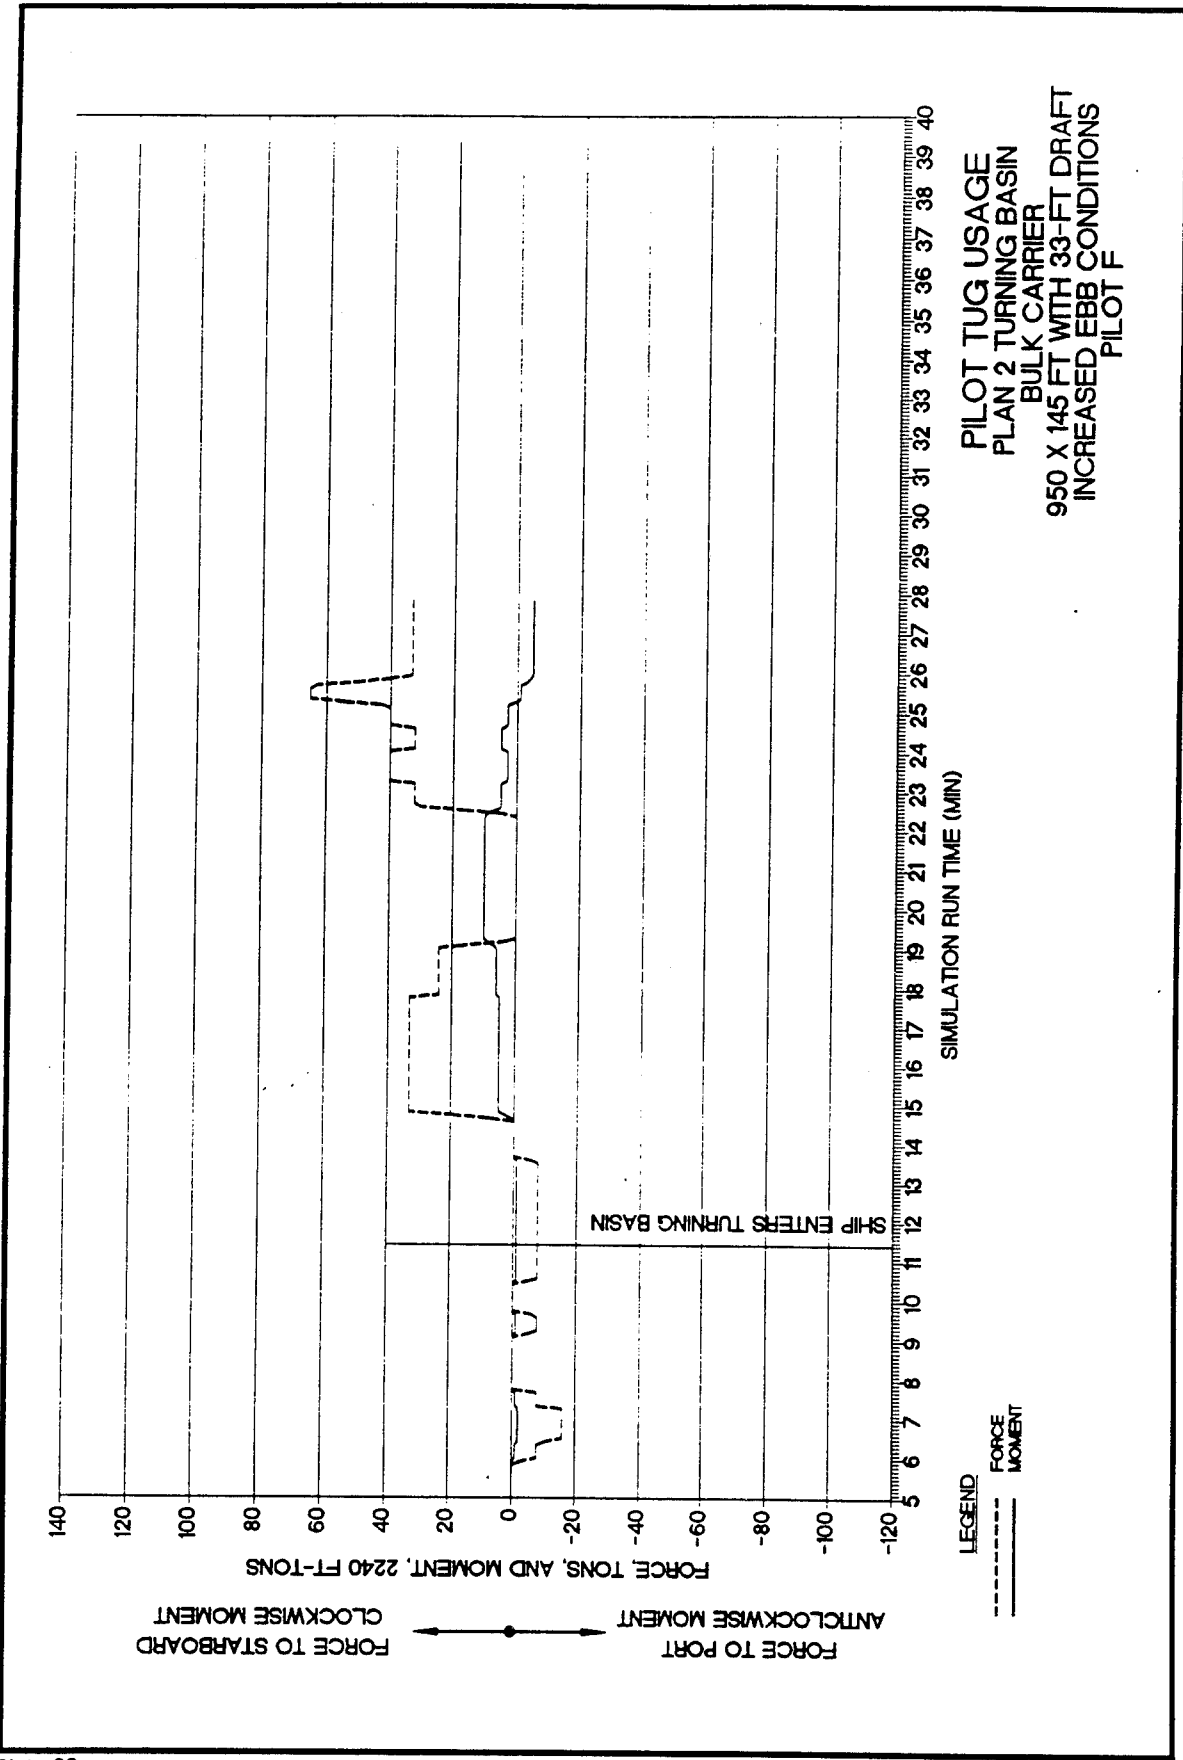 140
120
100
80
60
40
20
0
-20
-40
-60
-80
-100
-120
FORCE, TONS, AND MOMENT, 2240 FT-TONS
FORCE TO STARBOARD
CLOCKWISE MOMENT
FORCE TO PORT
ANTICLOCKWISE MOMENT
SHIP ENTERS TURNING BASIN
5 6 7 8 9 10 11 12 13 14 15 16 17 18 19 20 21 22 23 24 25 26 27 28 29 30 31 32 33 34 35 36 37 38 39 40
SIMULATION RUN TIME (MIN)
LEGEND
FORCE
MOMENT
PILOT TUG USAGE
PLAN 2 TURNING BASIN
BULK CARRIER
950 X 145 FT WITH 33-FT DRAFT
INCREASED EBB CONDITIONS
PILOT F